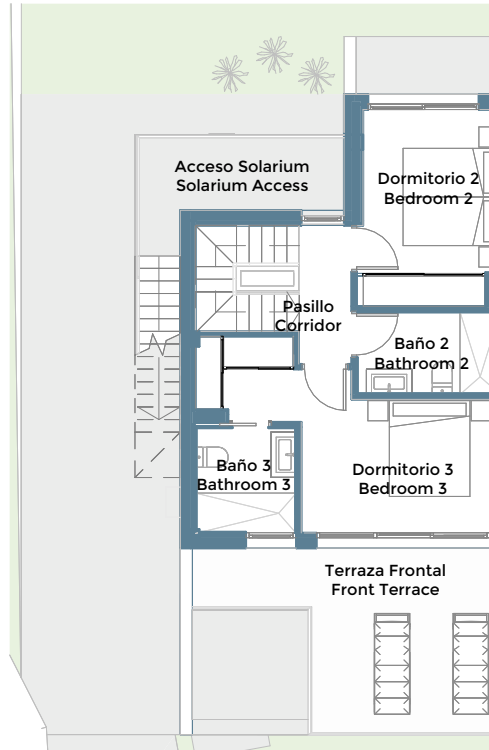 Acceso Solarium
Solarium Access
Dormitorio 2
Bedroom 2
Pasillo
Corridor
Baño 2
Bathroom 2
Baño 3
Bathroom 3
Dormitorio 3
Bedroom 3
Terraza Frontal
Front Terrace